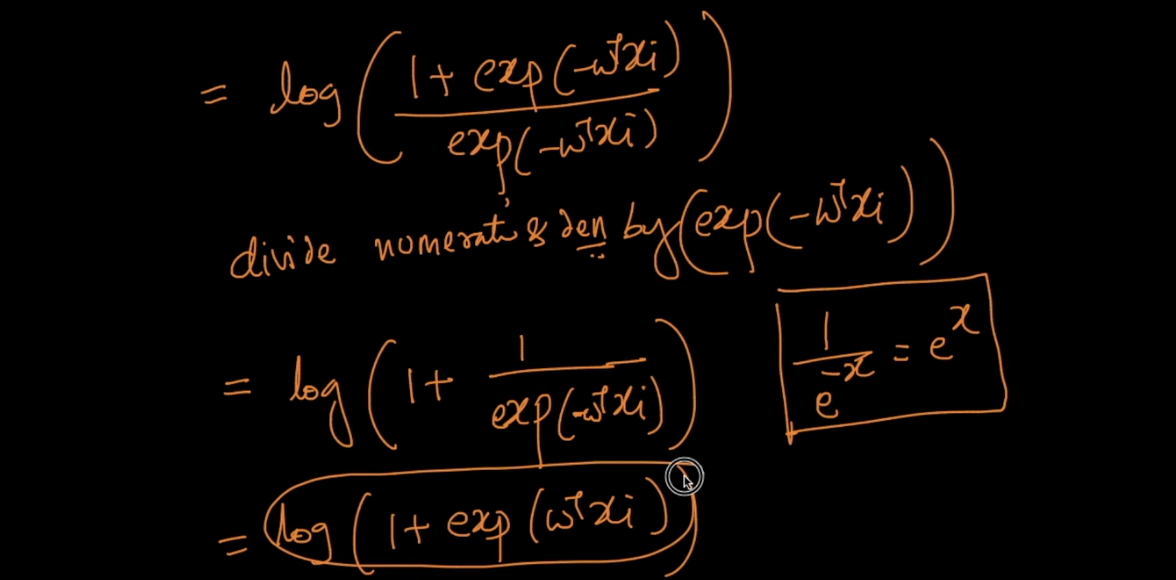 = log ( (1 + exp(-wᵀxi)) / (exp(-wᵀxi)) )
divide numerat & den by (exp(-wᵀxi))
= log ( 1 + 1 / (exp(-wᵀxi)) )
1 / e^(-x) = e^x
= log ( 1 + exp(wᵀxi) )